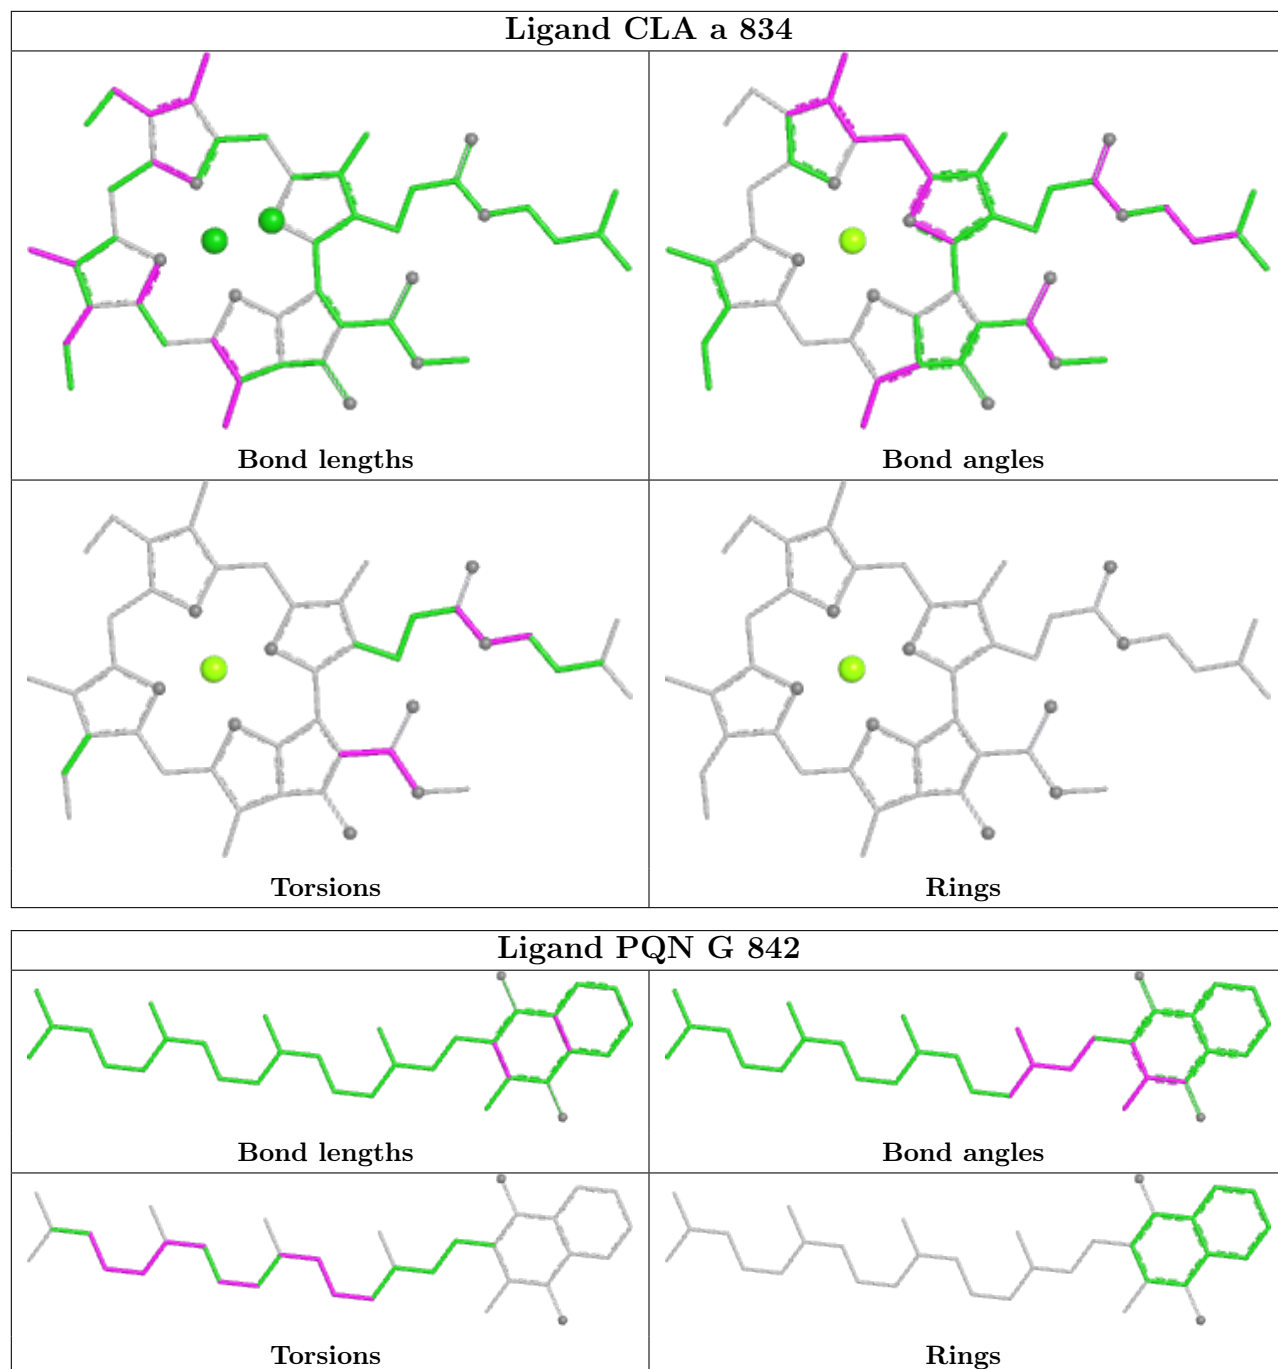 Ligand CLA a 834
Bond lengths
Bond angles
Torsions
Rings
Ligand PQN G 842
Bond lengths
Bond angles
Torsions
Rings